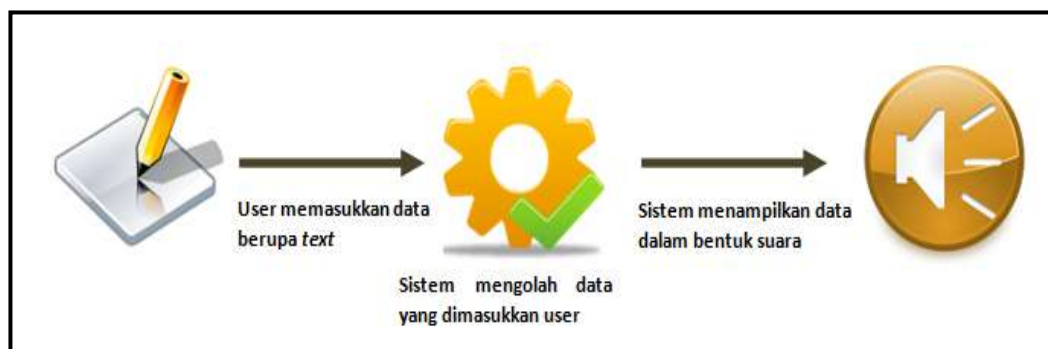 User memasukkan data
berupa text
Sistem mengolah data
yang dimasukkan user
Sistem menampilkan data
dalam bentuk suara